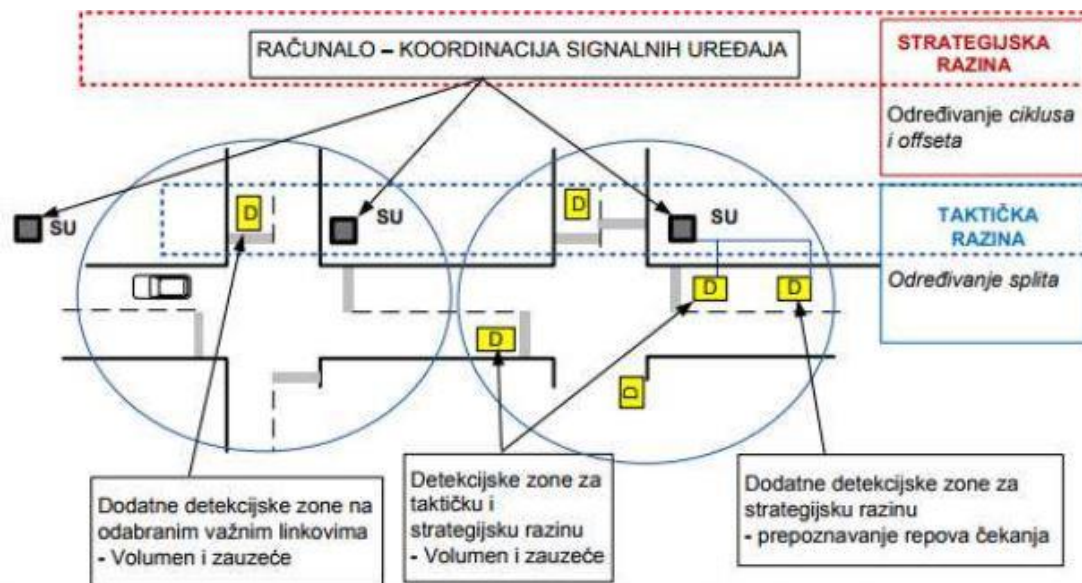 RAČUNALO – KOORDINACIJA SIGNALNIH UREĐAJA
STRATEGIJSKA
RAZINA
Određivanje ciklusa
i offseta
D
D
SU
SU
SU
TAKTIČKA
RAZINA
Određivanje splita
D
D
D
D
Dodatne detekcijske zone na
odabranim važnim linkovima
- Volumen i zauzeće
Detekcijske zone za
taktičku i
strategijsku razinu
- Volumen i zauzeće
Dodatne detekcijske zone za
strategijsku razinu
- prepoznavanje repova čekanja